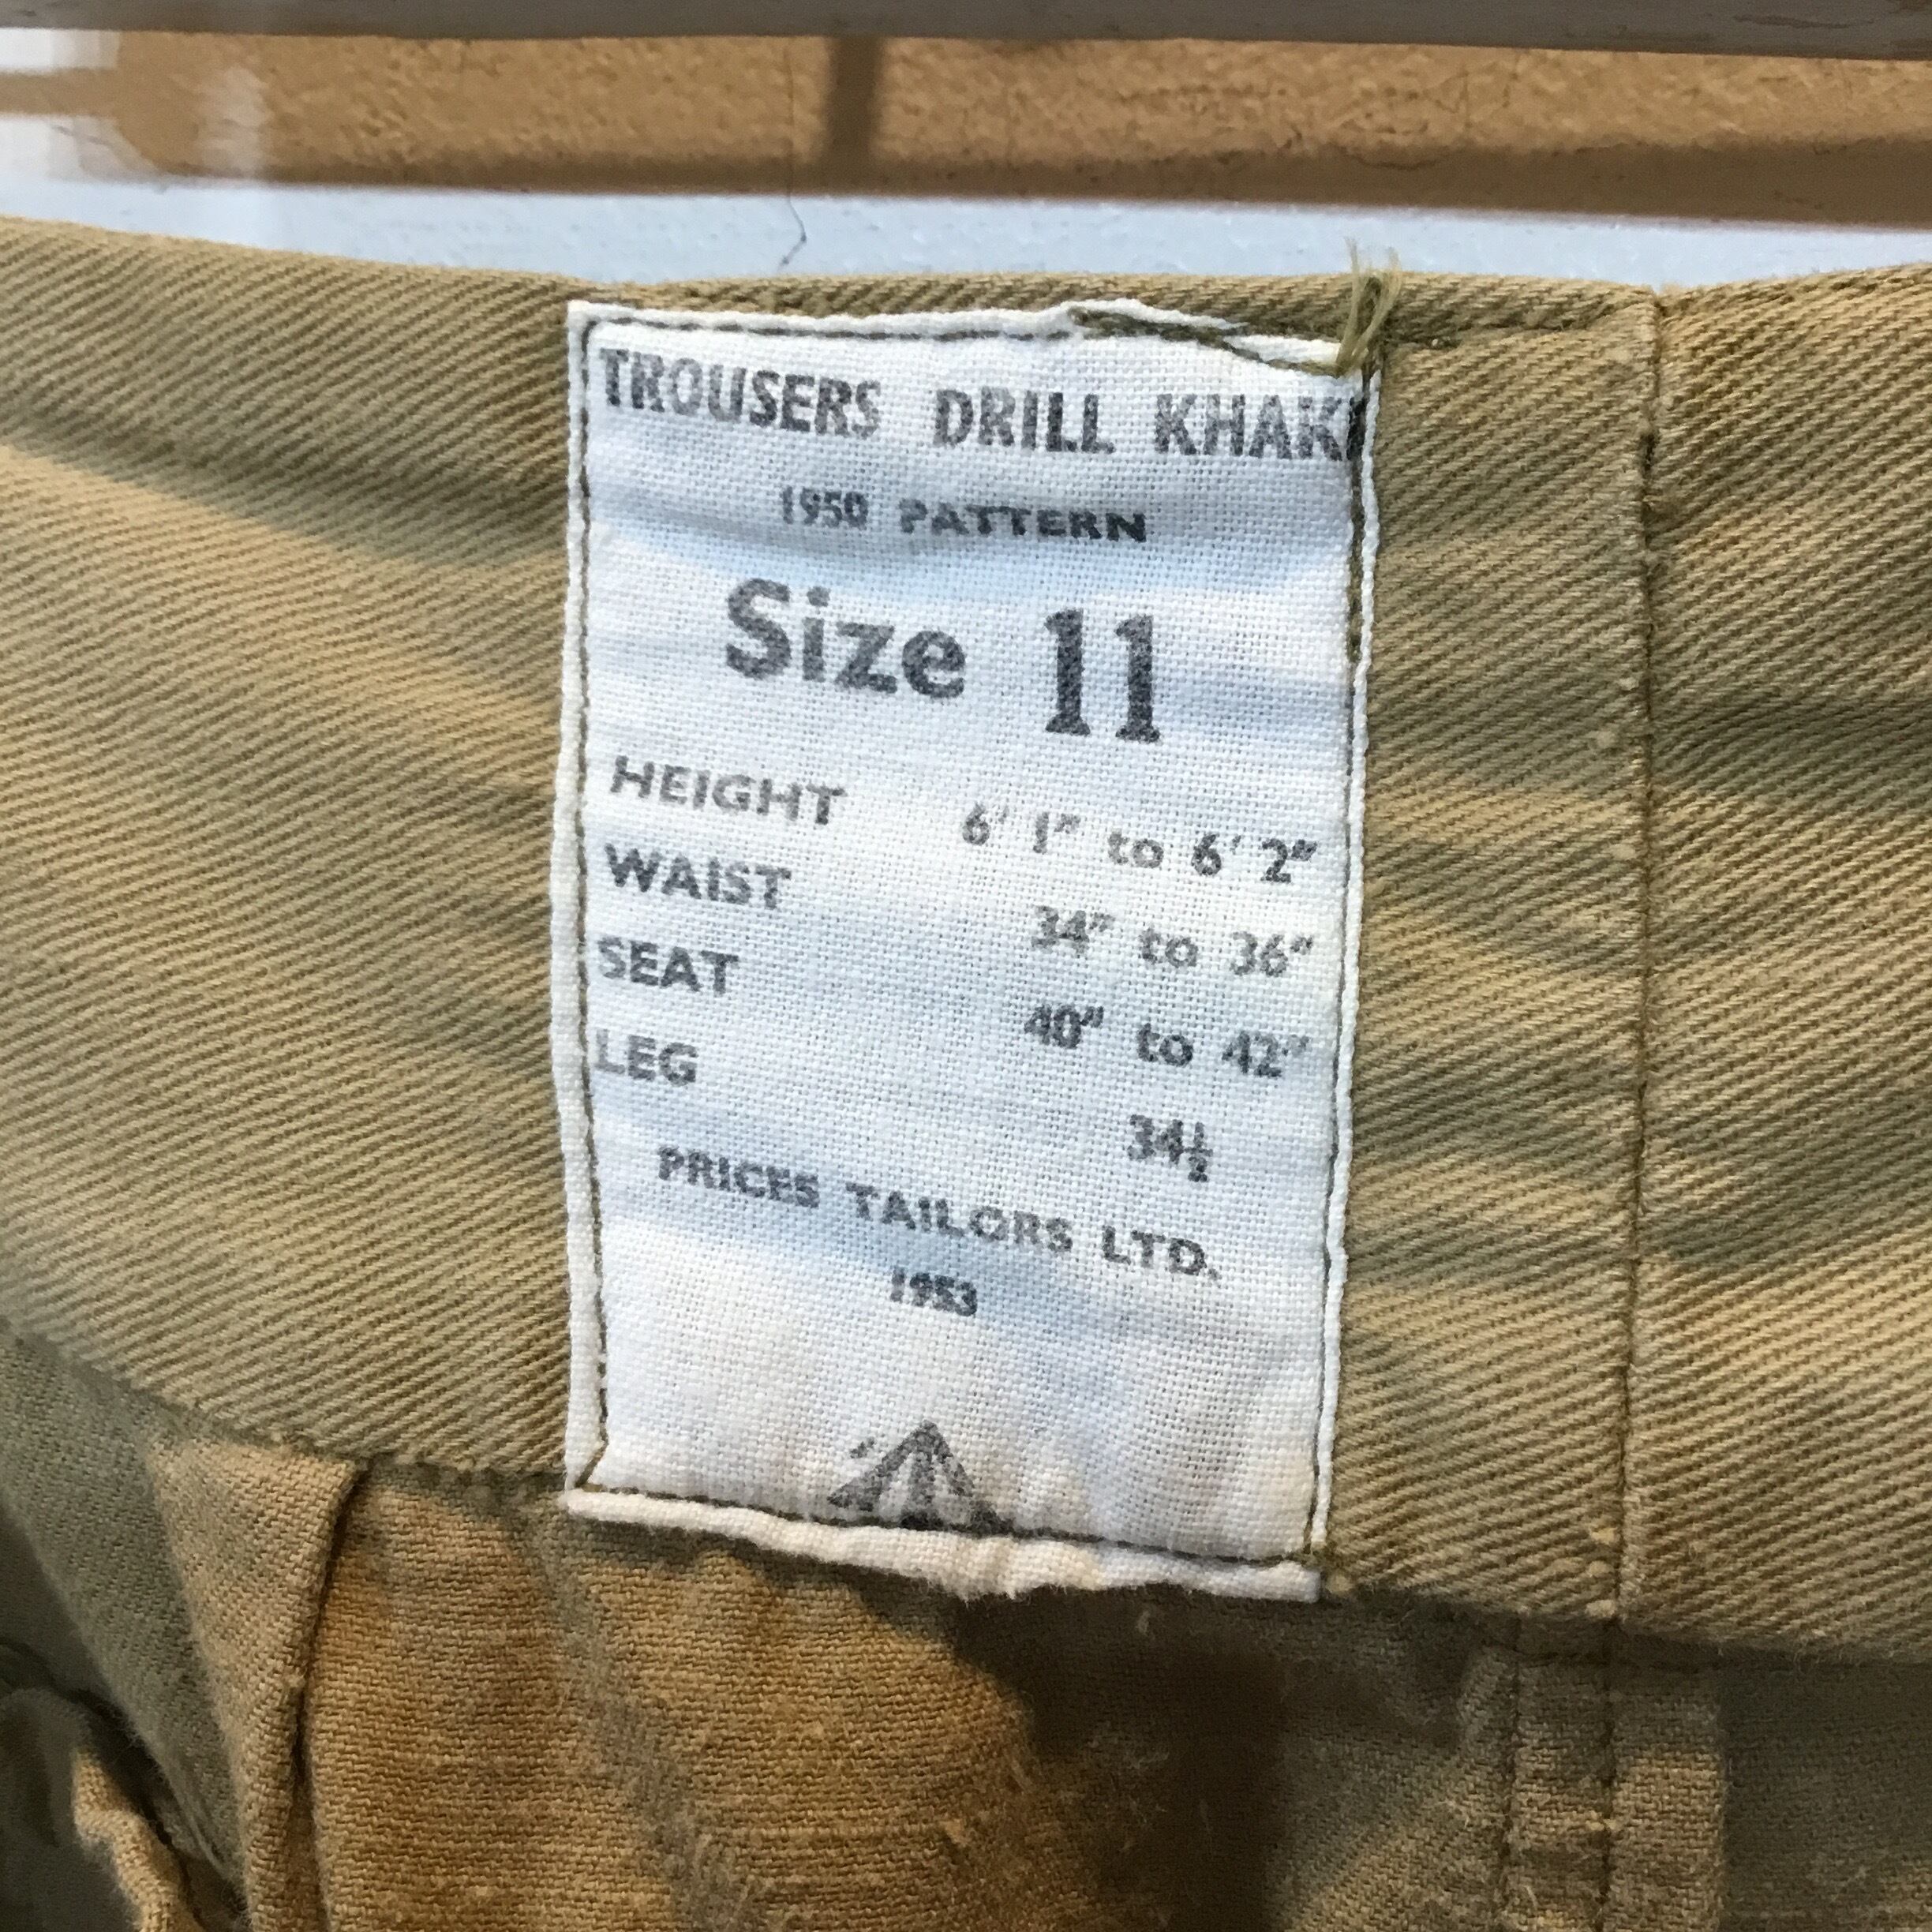 TROUSERS DRILL KHAKI
1950 PATTERN
Size 11
HEIGHT 6' 1" to 6' 2"
WAIST 34" to 36"
SEAT 40" to 42"
LEG 34½
PRICES TAILORS LTD.
1953